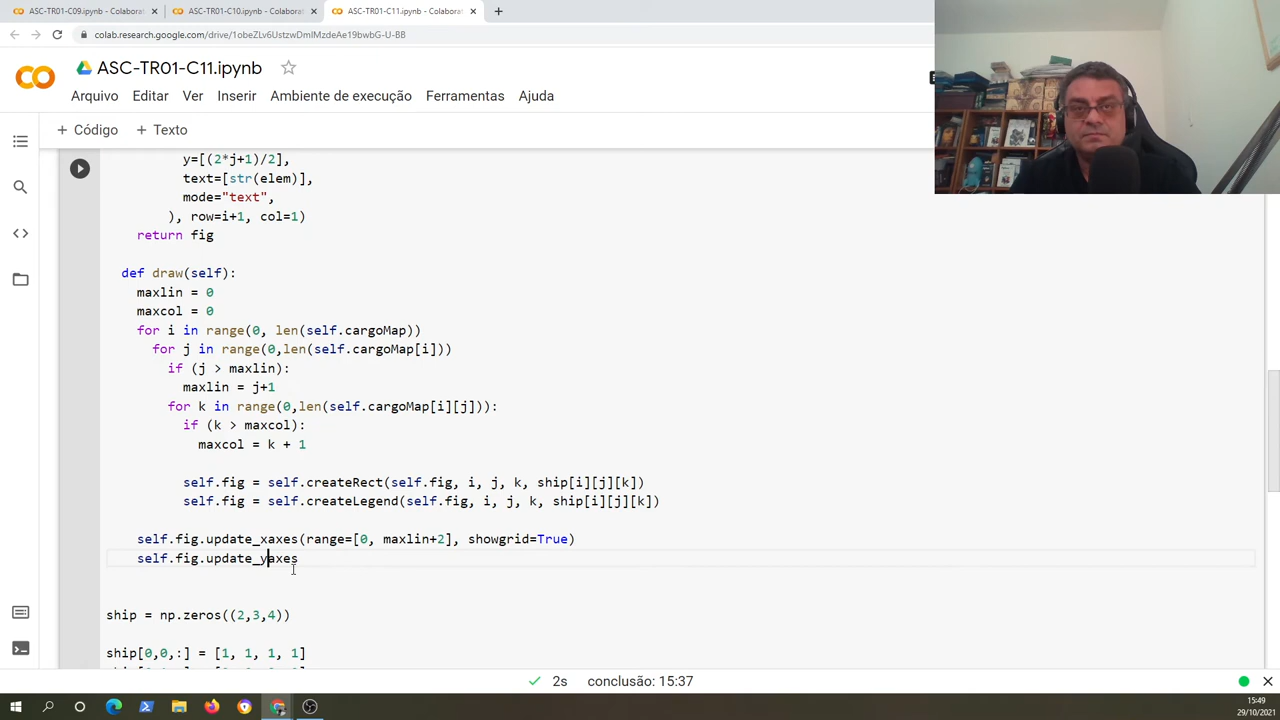 ASC-TR01-C09.ipynb - Colaborat
ASC-TR01-C10.ipynb - Colaborat
ASC-TR01-C11.ipynb - Colaborat
colab.research.google.com/drive/1obeZLv6UstzwDmIMzdeAe19bwbG-U-BB
CO
ASC-TR01-C11.ipynb
Arquivo Editar Ver Inserir Ambiente de execução Ferramentas Ajuda
+ Código + Texto
y=[(2*j+1)/2],
text=[str(elem)],
mode="text",
), row=i+1, col=1)
return fig
def draw(self):
maxlin = 0
maxcol = 0
for i in range(0, len(self.cargoMap))
for j in range(0,len(self.cargoMap[i]))
if (j > maxlin):
maxlin = j+1
for k in range(0,len(self.cargoMap[i][j])):
if (k > maxcol):
maxcol = k + 1
self.fig = self.createRect(self.fig, i, j, k, ship[i][j][k])
self.fig = self.createLegend(self.fig, i, j, k, ship[i][j][k])
self.fig.update_xaxes(range=[0, maxlin+2], showgrid=True)
self.fig.update_yaxes
ship = np.zeros((2,3,4))
ship[0,0,:] = [1, 1, 1, 1]
2s conclusão: 15:37
15:49
29/10/2021